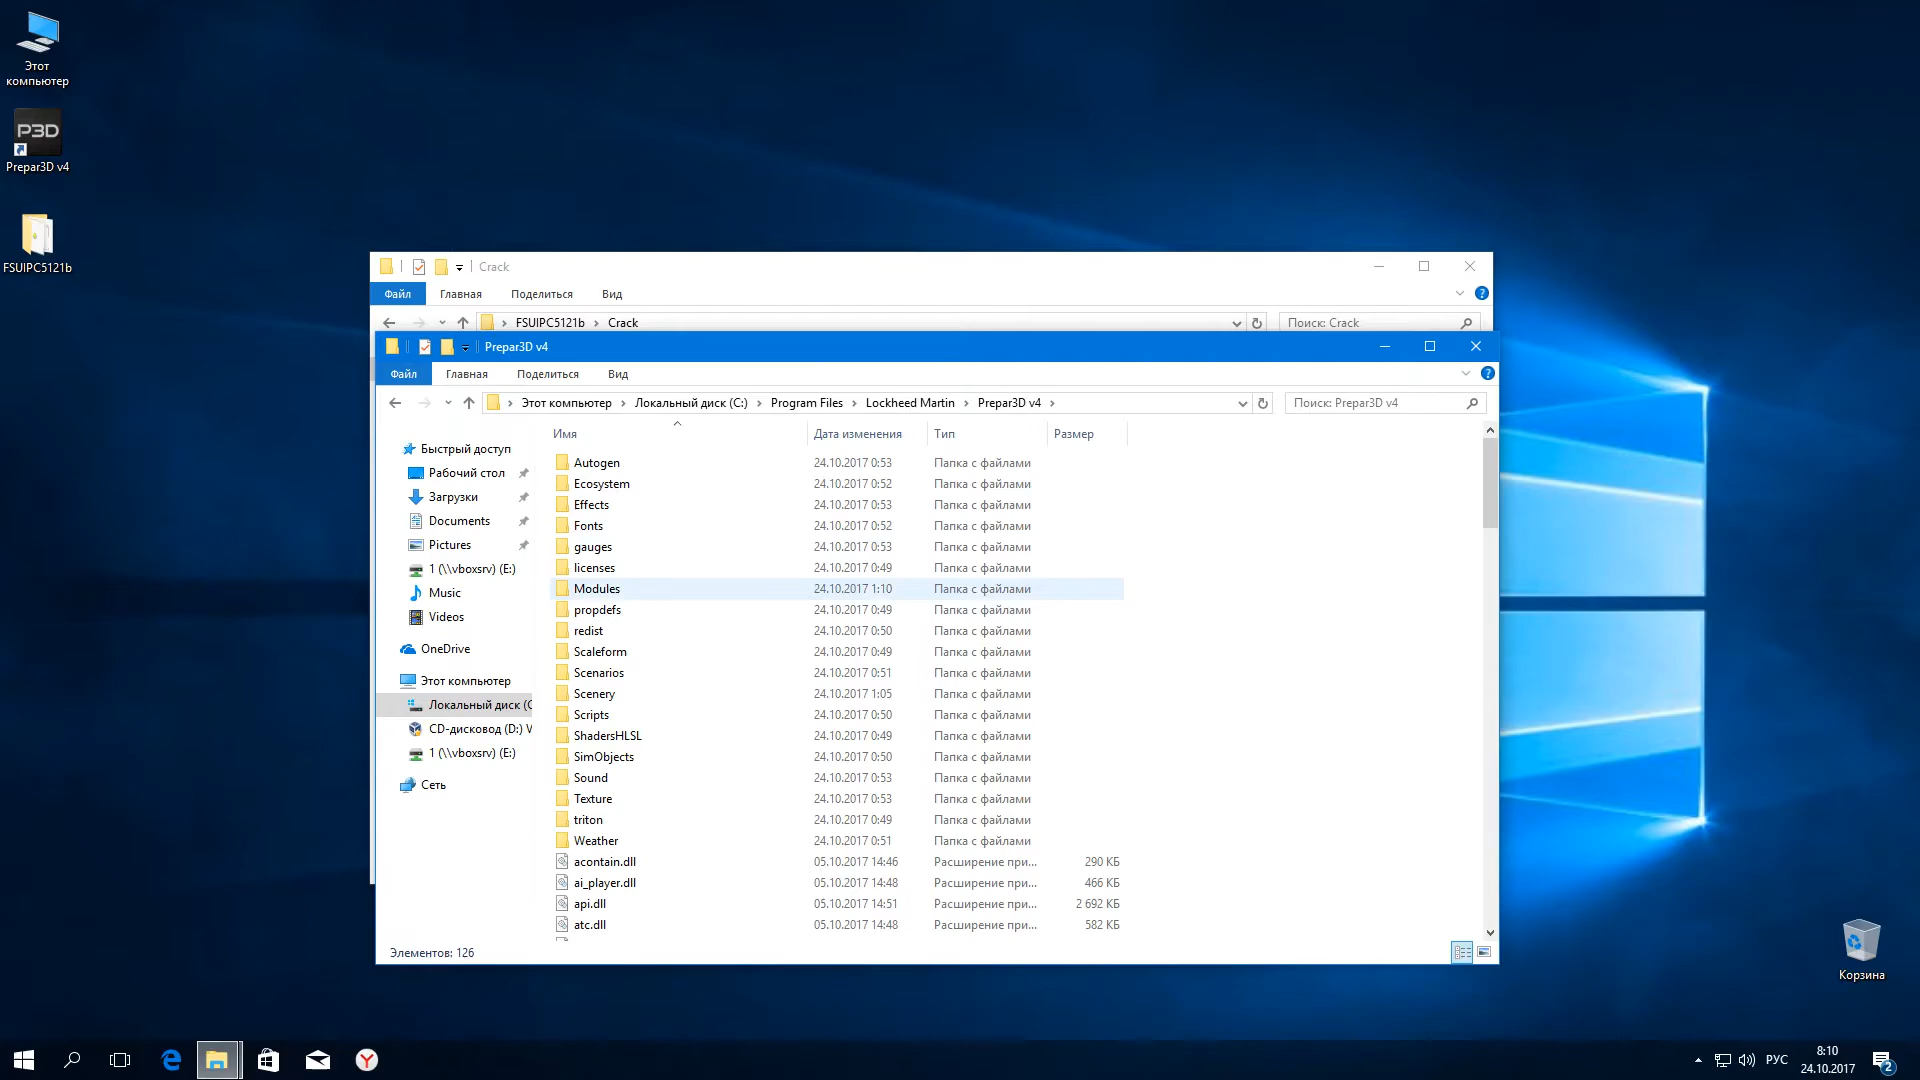 Этот
компьютер
P3D
Prepar3D v4
FSUIPC5121b
Crack
Файл Главная Поделиться Вид
FSUIPC5121b Crack Поиск: Crack
Prepar3D v4
Файл Главная Поделиться Вид
Этот компьютер Локальный диск (C:) Program Files Lockheed Martin Prepar3D v4 Поиск: Prepar3D v4
Быстрый доступ
Рабочий стол
Загрузки
Documents
Pictures
1 (\\vboxsrv) (E:)
Music
Videos
OneDrive
Этот компьютер
Локальный диск (C
CD-дисковод (D:) V
1 (\\vboxsrv) (E:)
Сеть
Имя Дата изменения Тип Размер
Autogen 24.10.2017 0:53 Папка с файлами
Ecosystem 24.10.2017 0:52 Папка с файлами
Effects 24.10.2017 0:53 Папка с файлами
Fonts 24.10.2017 0:52 Папка с файлами
gauges 24.10.2017 0:53 Папка с файлами
licenses 24.10.2017 0:49 Папка с файлами
Modules 24.10.2017 1:10 Папка с файлами
propdefs 24.10.2017 0:49 Папка с файлами
redist 24.10.2017 0:50 Папка с файлами
Scaleform 24.10.2017 0:49 Папка с файлами
Scenarios 24.10.2017 0:51 Папка с файлами
Scenery 24.10.2017 1:05 Папка с файлами
Scripts 24.10.2017 0:50 Папка с файлами
ShadersHLSL 24.10.2017 0:49 Папка с файлами
SimObjects 24.10.2017 0:50 Папка с файлами
Sound 24.10.2017 0:53 Папка с файлами
Texture 24.10.2017 0:53 Папка с файлами
triton 24.10.2017 0:49 Папка с файлами
Weather 24.10.2017 0:51 Папка с файлами
acontain.dll 05.10.2017 14:46 Расширение при... 290 КБ
ai_player.dll 05.10.2017 14:48 Расширение при... 466 КБ
api.dll 05.10.2017 14:51 Расширение при... 2 692 КБ
atc.dll 05.10.2017 14:48 Расширение при... 582 КБ
Элементов: 126
Корзина
РУС
8:10
24.10.2017
2